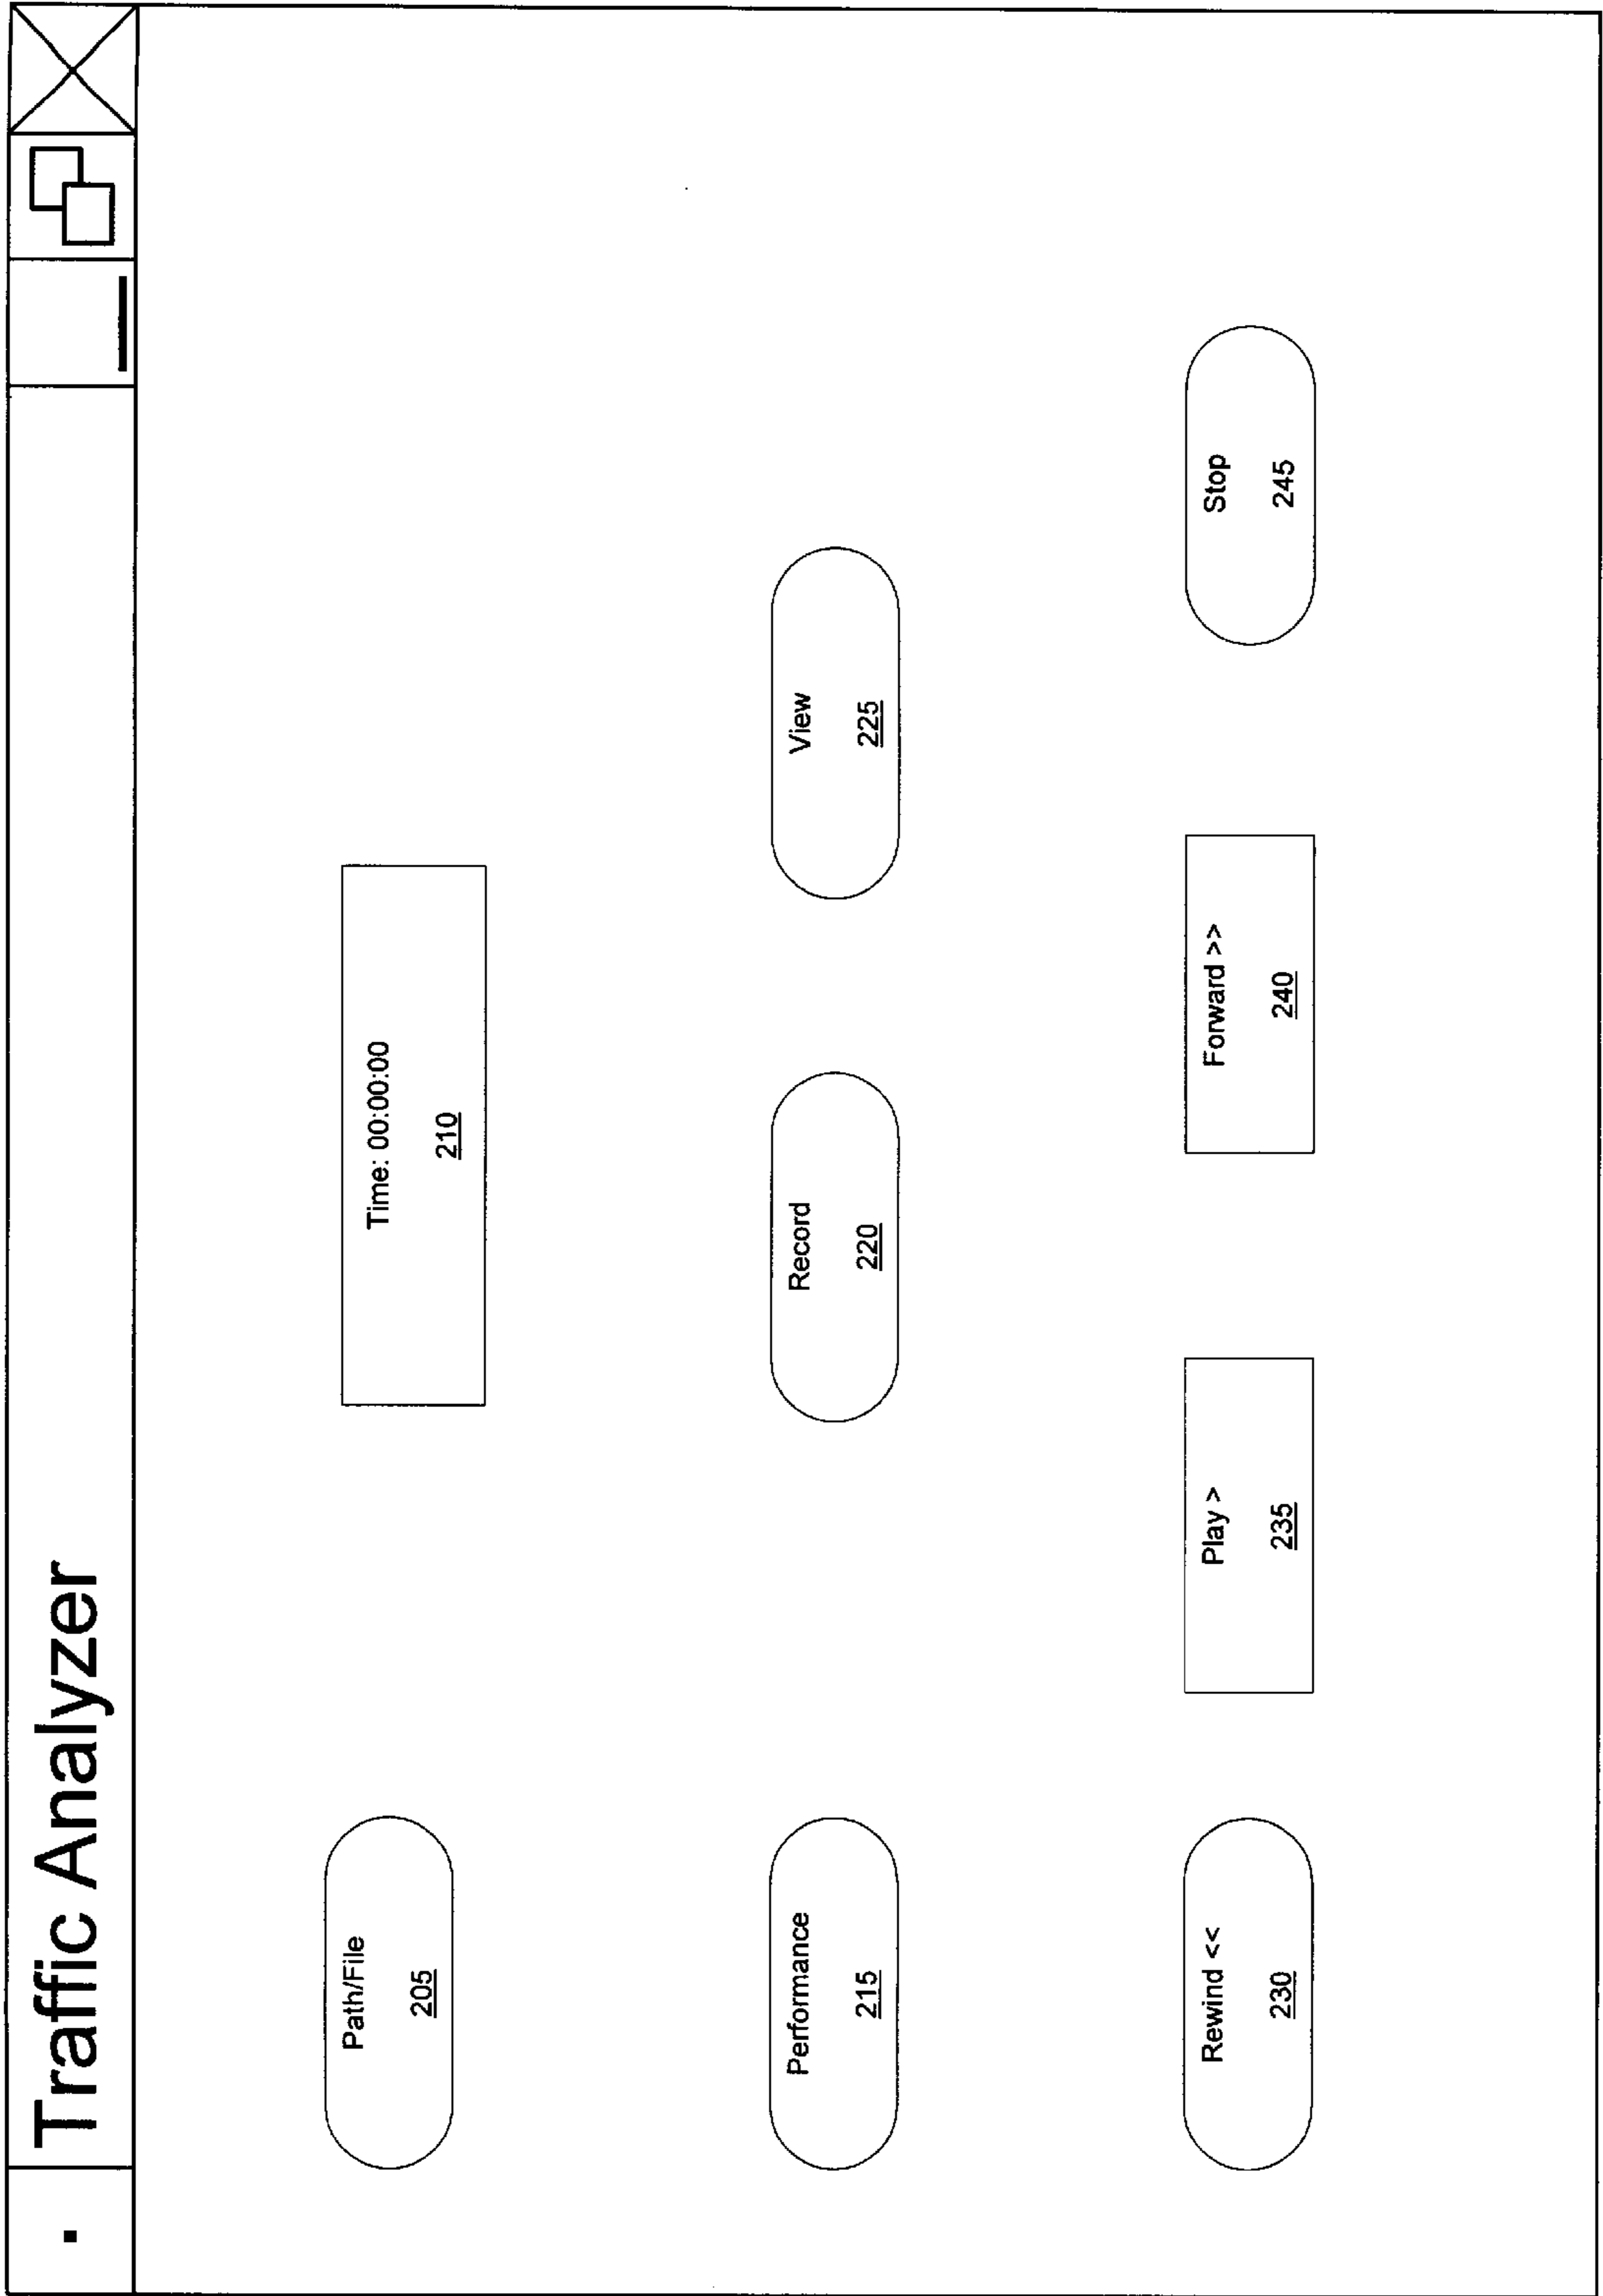 Traffic Analyzer
Path/File
205
Time: 00:00:00
210
Performance
215
Record
220
View
225
Rewind <<
230
Play >
235
Forward >>
240
Stop
245